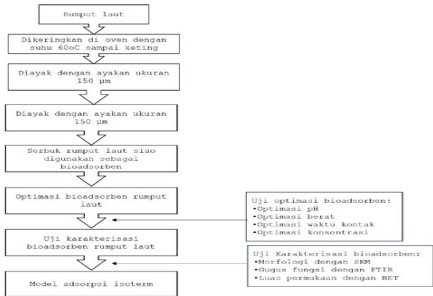 Rumput laut
Dikeringkan di oven dengan
suhu 60oC sampai keting
Diayak dengan ayakan ukuran
150 µm
Diayak dengan ayakan ukuran
150 µm
Serbuk rumput laut siao
digunakan sebagai
bioadsorben
Optimasi bioadsorben rumput
laut
Uji optimasi bioadsorben:
•Optimasi pH
•Optimasi berat
•Optimasi waktu kontak
•Optimasi konsentrasi
Uji karakterisasi
bioadsorben rumput laut
Uji Karakterisasi bioadsorben:
•Morfologi dengan SEM
•Gugus fungsi dengan FTIR
•Luas permukaan dengan BET
Model adsorpsi isoterm